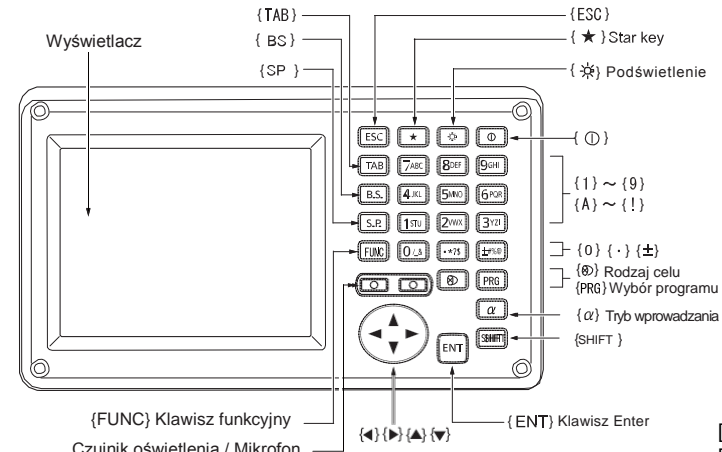 {TAB}
{ESC}
Wyświetlacz
{ BS }
{ ★ } Star key
{SP }
{ ☼ } Podświetlenie
ESC ★ ☼
{ ⏼ }
TAB 7ABC 8DEF 9GHI
B.S. 4JKL 5MNO 6PQR
{1} ~ {9}
{A} ~ {!}
S.P. 1STU 2VWX 3YZ!
FUNC 0/_& .*?$ ±#%@
{0} {·} {±}
PRG
{⊕} Rodzaj celu
{PRG} Wybór programu
α
{α} Tryb wprowadzania
SHIFT
{SHIFT }
ENT
{FUNC} Klawisz funkcyjny
{◀} {▶} {▲} {▼}
{ENT} Klawisz Enter
Czujnik oświetlenia / Mikrofon